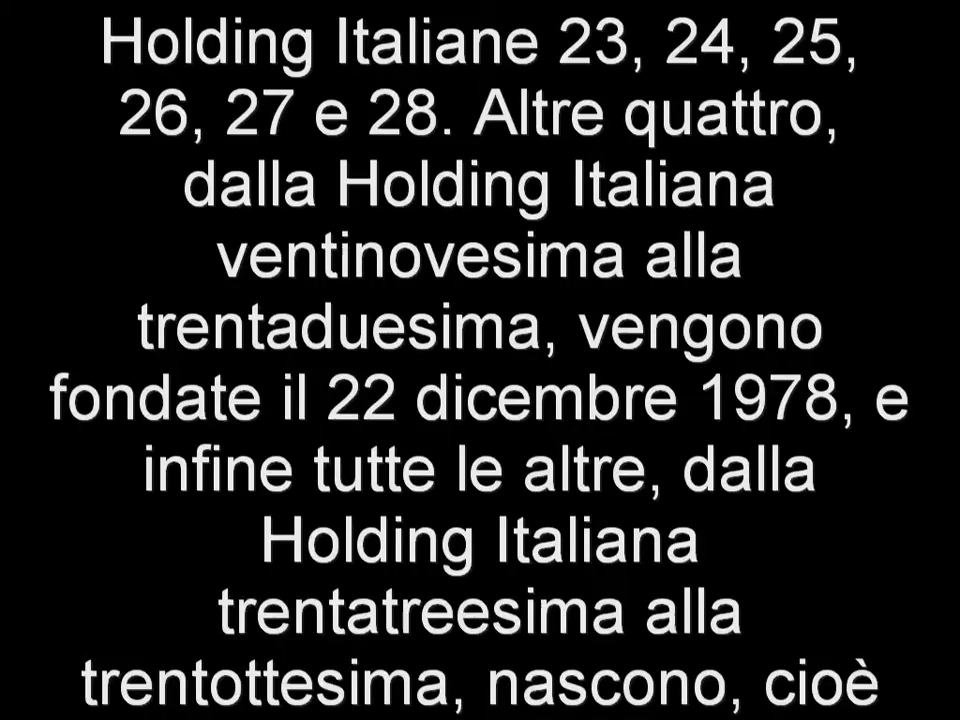 Holding Italiane 23, 24, 25,
26, 27 e 28. Altre quattro,
dalla Holding Italiana
ventinovesima alla
trentaduesima, vengono
fondate il 22 dicembre 1978, e
infine tutte le altre, dalla
Holding Italiana
trentatreesima alla
trentottesima, nascono, cioè